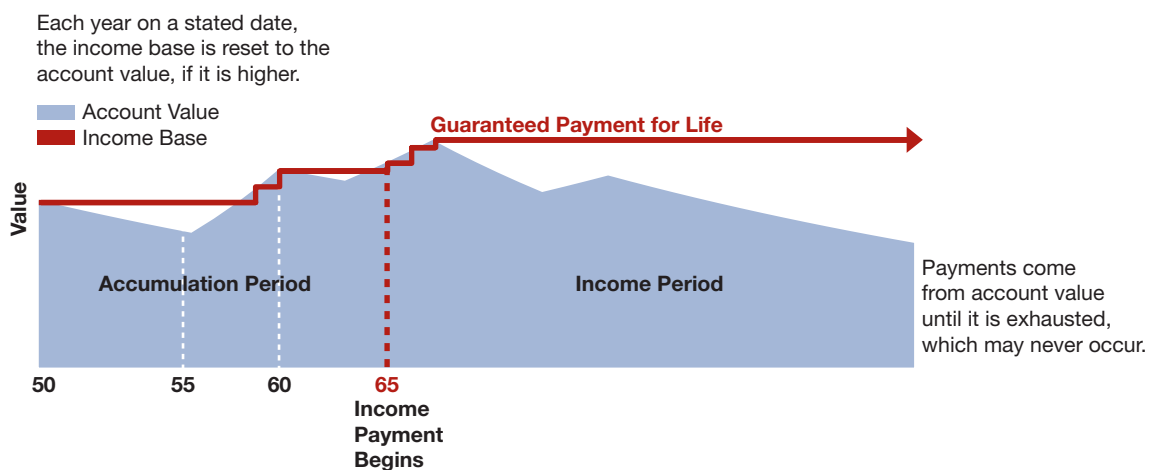 Each year on a stated date,
the income base is reset to the
account value, if it is higher.
Account Value
Income Base
Guaranteed Payment for Life
Value
Accumulation Period
Income Period
Payments come
from account value
until it is exhausted,
which may never occur.
50
55
60
65
Income
Payment
Begins